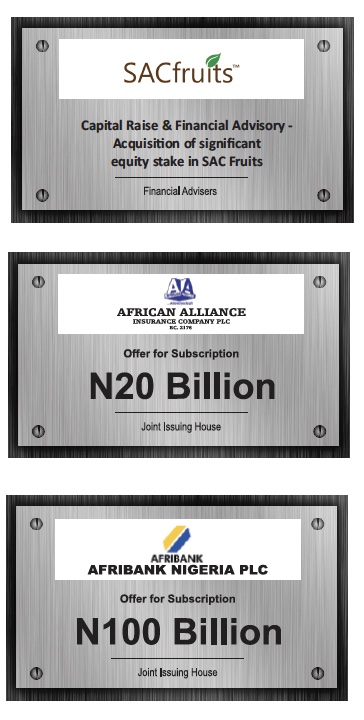 SACfruits™
Capital Raise & Financial Advisory -
Acquisition of significant
equity stake in SAC Fruits
Financial Advisers
AFRICAN ALLIANCE
INSURANCE COMPANY PLC
RC. 2176
Offer for Subscription
N20 Billion
Joint Issuing House
AFRIBANK
AFRIBANK NIGERIA PLC
Offer for Subscription
N100 Billion
Joint Issuing House